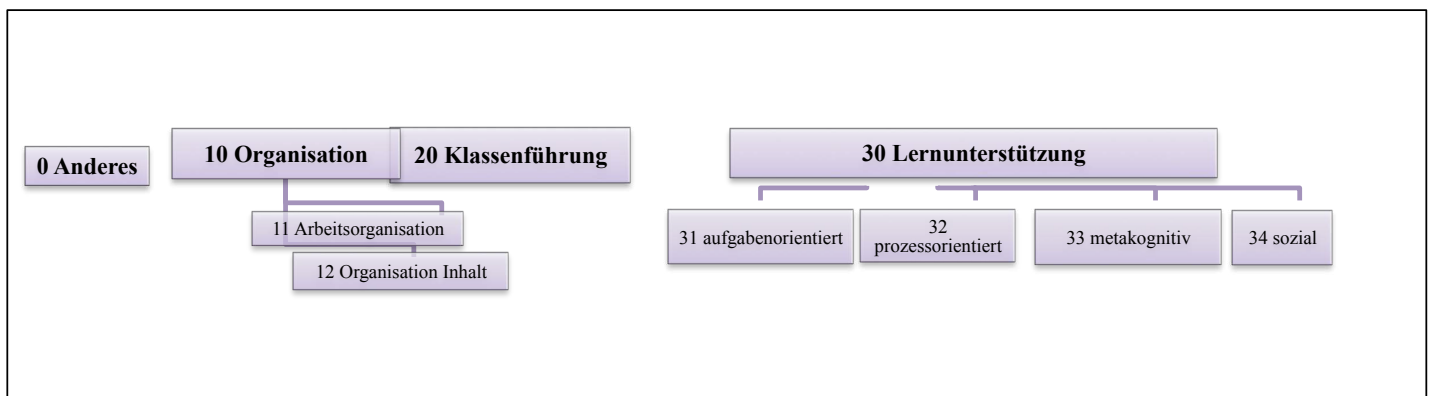 0 Anderes
10 Organisation
20 Klassenführung
30 Lernunterstützung
11 Arbeitsorganisation
12 Organisation Inhalt
31 aufgabenorientiert
32
prozessorientiert
33 metakognitiv
34 sozial